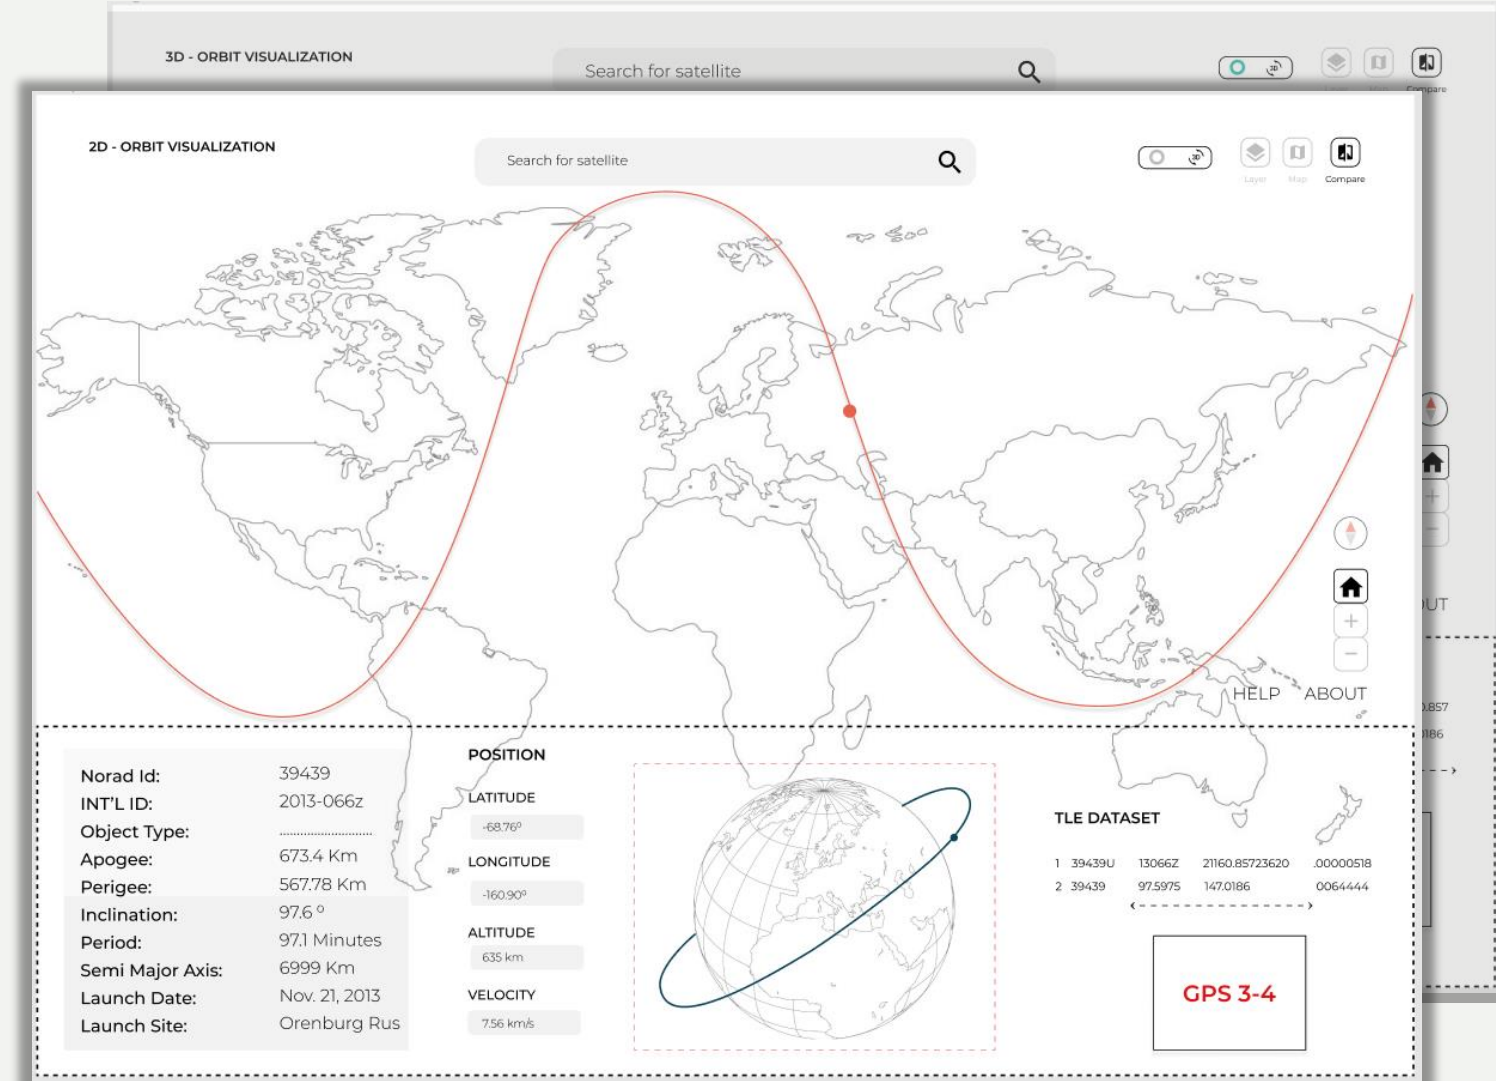 3D - ORBIT VISUALIZATION
Search for satellite
3D
Compare
2D - ORBIT VISUALIZATION
Search for satellite
3D
Layer
Map
Compare
HELP ABOUT
UT
.857
0186
Norad Id: 39439
INT'L ID: 2013-066z
Object Type: ............................
Apogee: 673.4 Km
Perigee: 567.78 Km
Inclination: 97.6 º
Period: 97.1 Minutes
Semi Major Axis: 6999 Km
Launch Date: Nov. 21, 2013
Launch Site: Orenburg Rus
POSITION
LATITUDE
-68.76º
LONGITUDE
-160.90º
ALTITUDE
635 km
VELOCITY
7.56 km/s
TLE DATASET
1 39439U 13066Z 21160.85723620 .00000518
2 39439 97.5975 147.0186 0064444
GPS 3-4